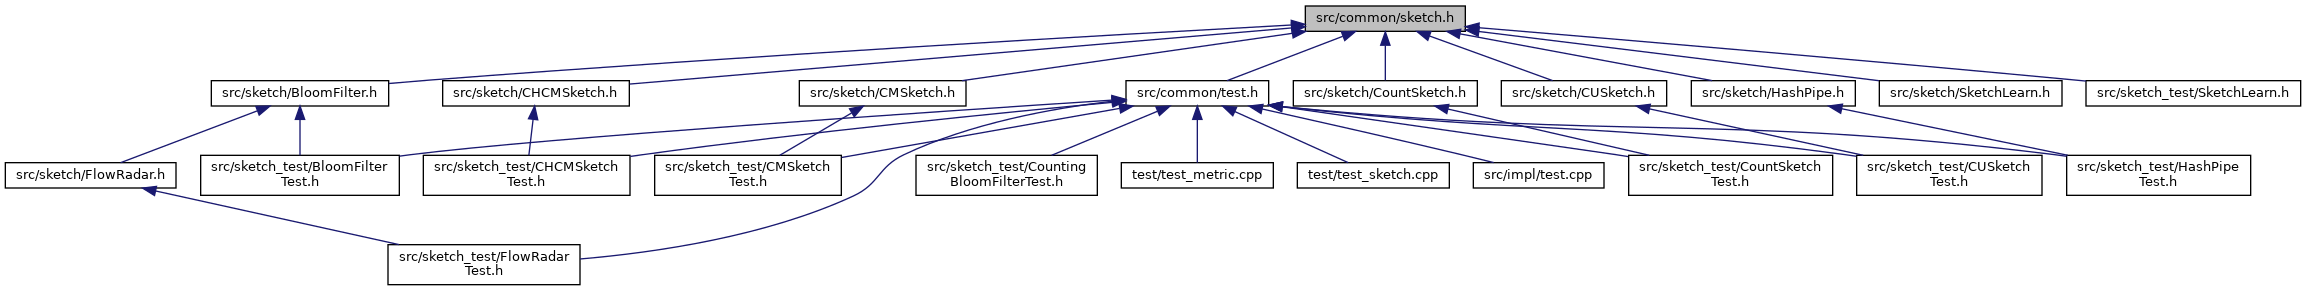 src/common/sketch.h
src/sketch/BloomFilter.h
src/sketch/CHCMSketch.h
src/sketch/CMSketch.h
src/common/test.h
src/sketch/CountSketch.h
src/sketch/CUSketch.h
src/sketch/HashPipe.h
src/sketch/SketchLearn.h
src/sketch_test/SketchLearn.h
src/sketch/FlowRadar.h
src/sketch_test/BloomFilter
Test.h
src/sketch_test/CHCMSketch
Test.h
src/sketch_test/CMSketch
Test.h
src/sketch_test/Counting
BloomFilterTest.h
test/test_metric.cpp
test/test_sketch.cpp
src/impl/test.cpp
src/sketch_test/CountSketch
Test.h
src/sketch_test/CUSketch
Test.h
src/sketch_test/HashPipe
Test.h
src/sketch_test/FlowRadar
Test.h